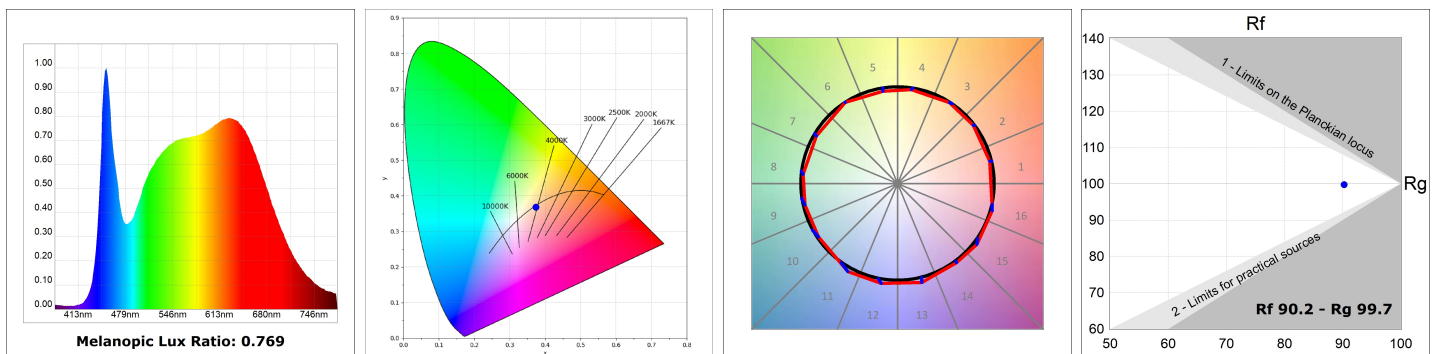 1.00
0.90
0.80
0.70
0.60
0.50
0.40
0.30
0.20
0.10
0.00
413nm 479nm 546nm 613nm 680nm 746nm
Melanopic Lux Ratio: 0.769
0.9
0.8
0.7
0.6
0.5
0.4
0.3
0.2
0.1
0.0
y
0.0 0.1 0.2 0.3 0.4 0.5 0.6 0.7 0.8
x
10000K
6000K
4000K
3000K
2500K
2000K
1667K
1
2
3
4
5
6
7
8
9
10
11
12
13
14
15
16
Rf
140
130
120
110
100
90
80
70
60
50 60 70 80 90 100
Rg
1 - Limits on the Planckian locus
2 - Limits for practical sources
Rf 90.2 - Rg 99.7